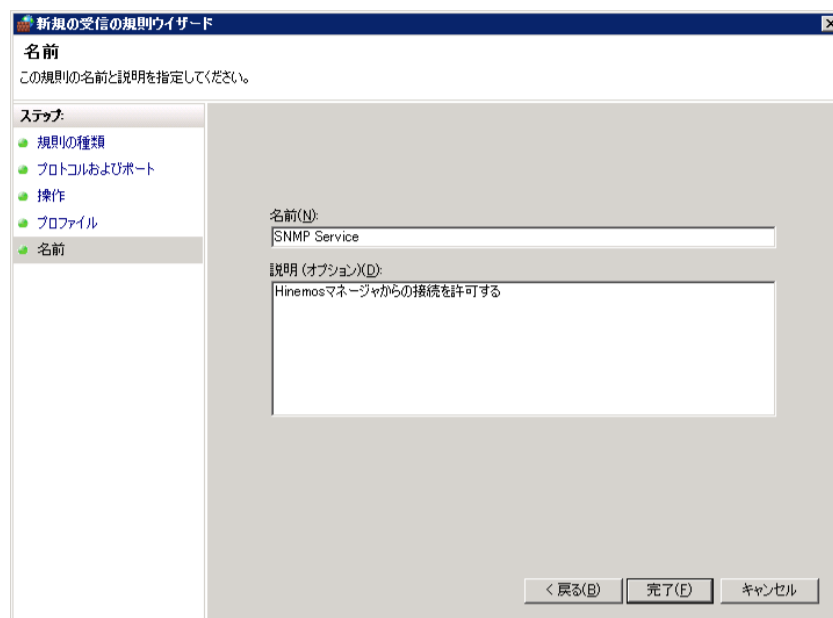 新規の受信の規則ウィザード
名前
この規則の名前と説明を指定してください。
ステップ:
規則の種類
プロトコルおよびポート
操作
プロファイル
名前
名前(N):
SNMP Service
説明 (オプション)(D):
Hinemosマネージャからの接続を許可する
< 戻る(B)
完了(F)
キャンセル